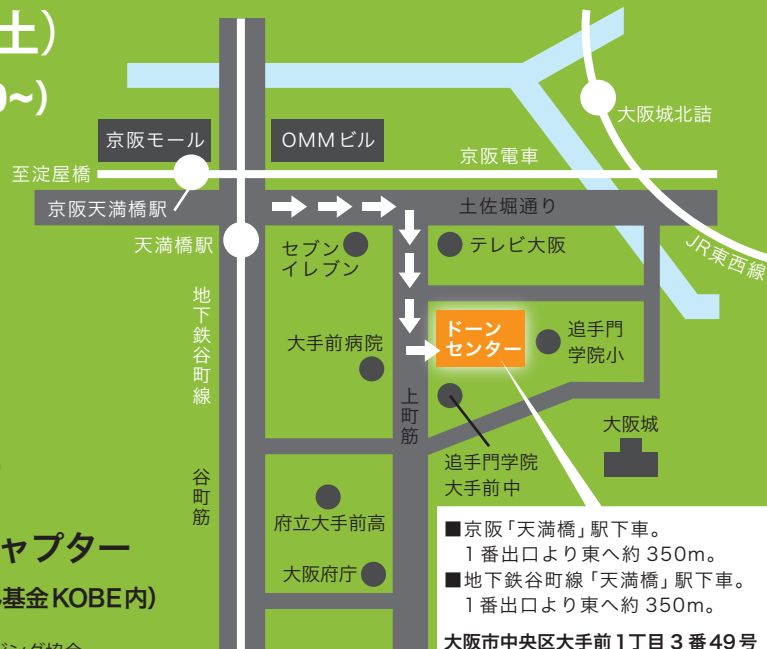 土）
0~）
京阪モール
OMMビル
大阪城北詰
京阪電車
至淀屋橋
京阪天満橋駅
土佐堀通り
天満橋駅
セブン
イレブン
テレビ大阪
JR東西線
地下鉄谷町線
大手前病院
ドーン
センター
追手門
学院小
上町筋
大阪城
追手門学院
大手前中
谷町筋
府立大手前高
大阪府庁
ャプター
基金KOBE内）
ジング協会
■京阪「天満橋」駅下車。
1番出口より東へ約350m。
■地下鉄谷町線「天満橋」駅下車。
1番出口より東へ約350m。
大阪市中央区大手前1丁目3番49号